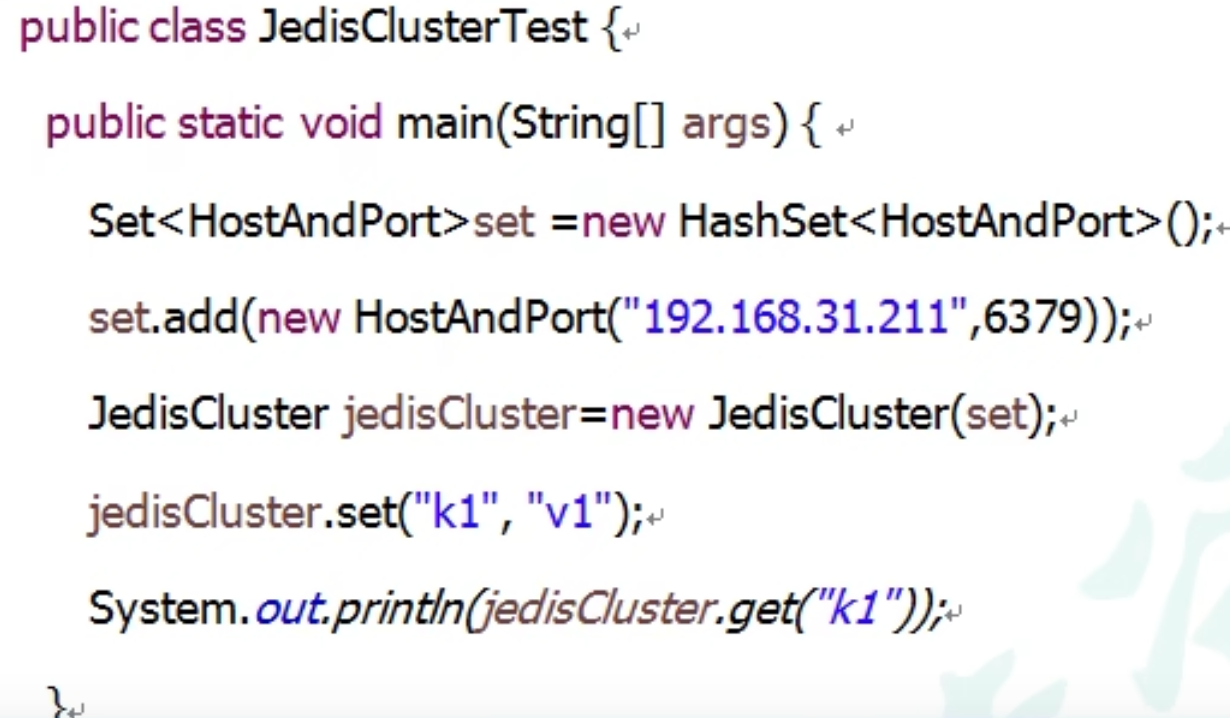 public class JedisClusterTest {↵
public static void main(String[] args) { ↵
Set<HostAndPort>set =new HashSet<HostAndPort>();↵
set.add(new HostAndPort("192.168.31.211",6379));↵
JedisCluster jedisCluster=new JedisCluster(set);↵
jedisCluster.set("k1", "v1");↵
System.out.println(jedisCluster.get("k1"));↵
}↵